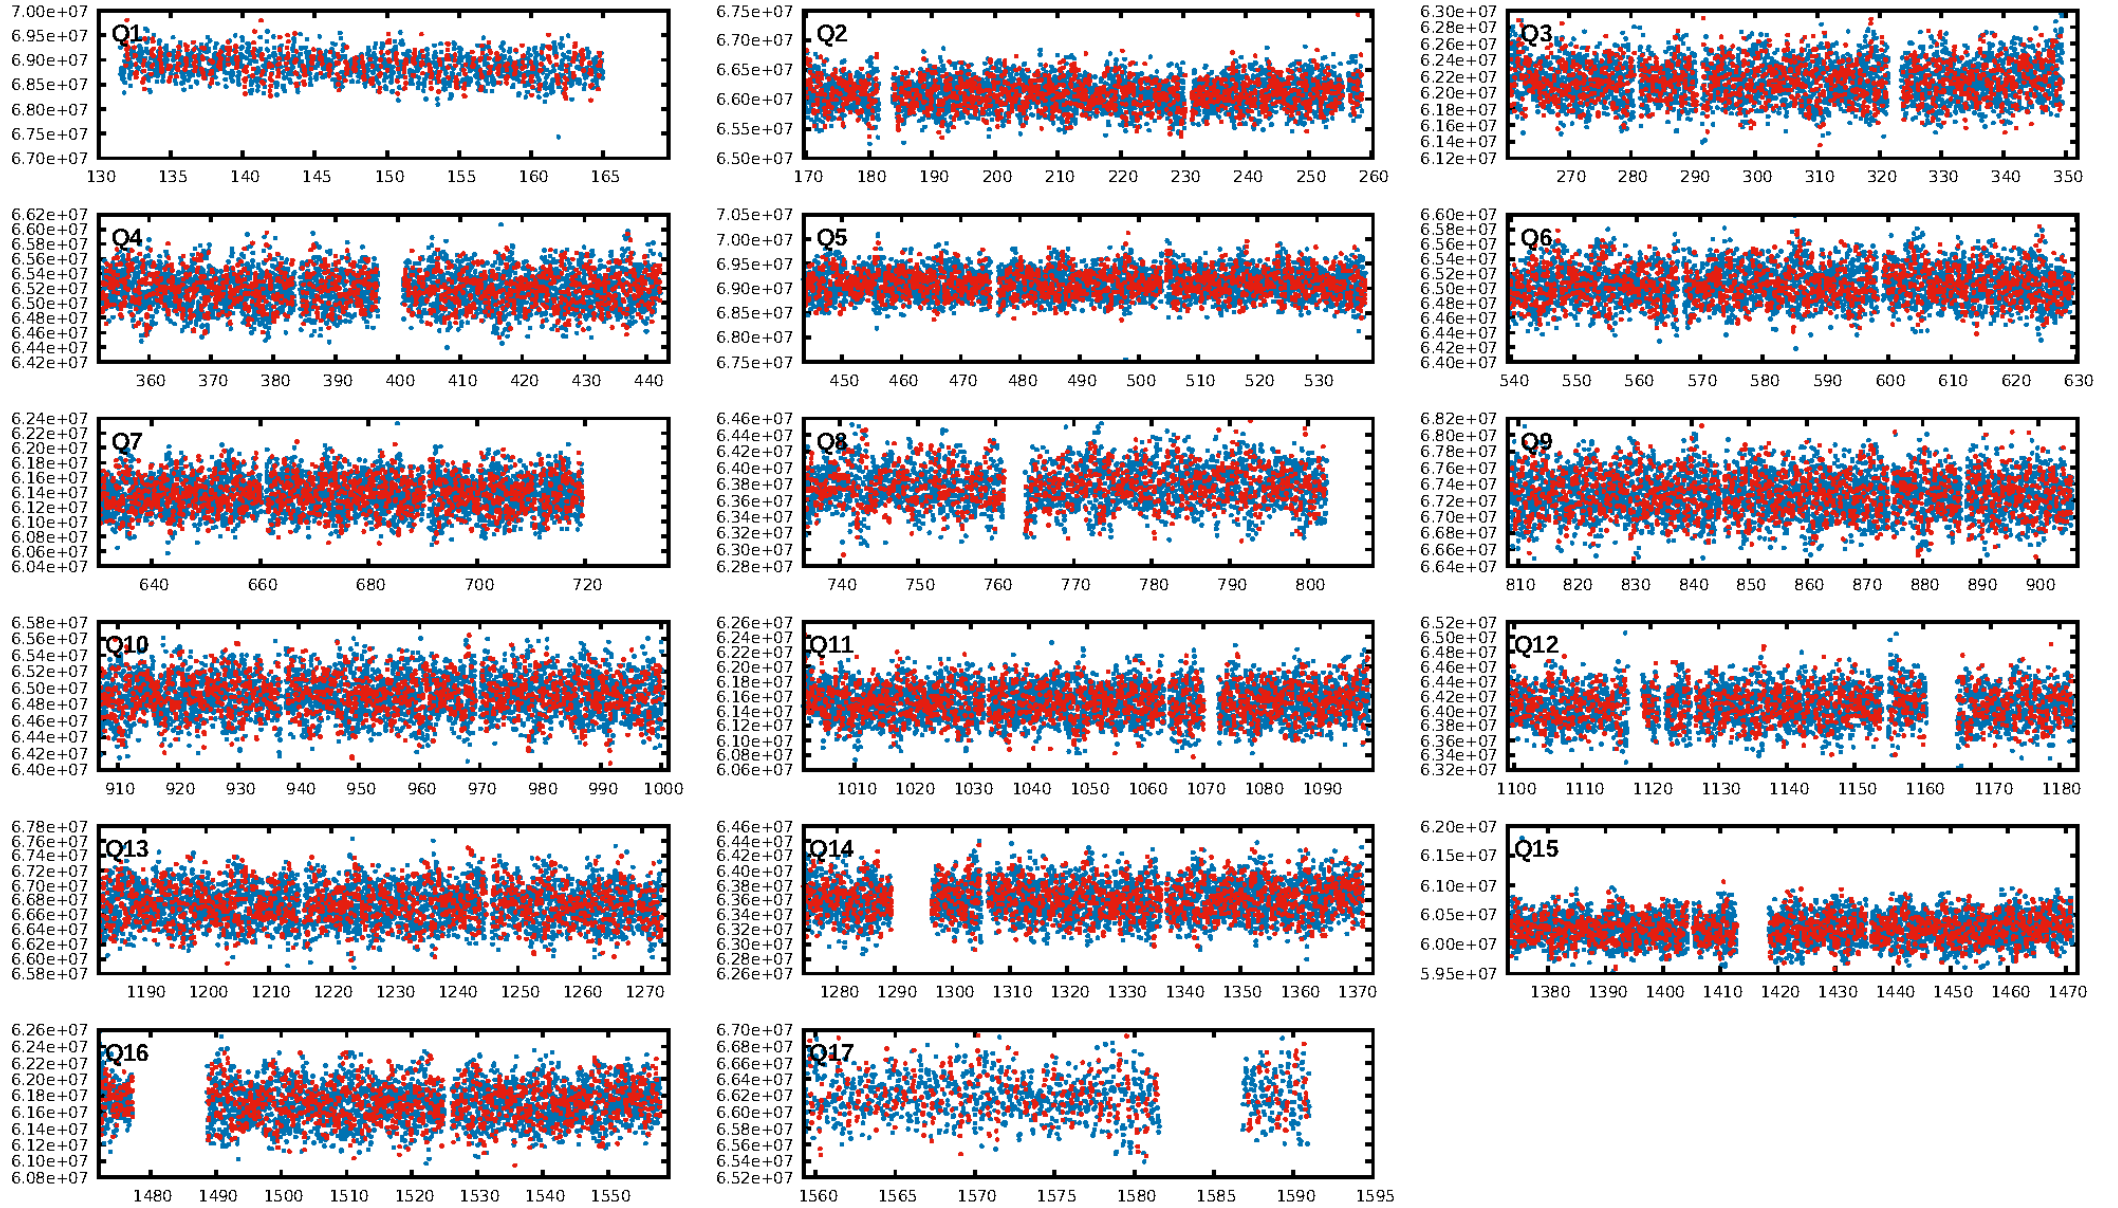 Q1
7.00e+07
6.95e+07
6.90e+07
6.85e+07
6.80e+07
6.75e+07
6.70e+07
130 135 140 145 150 155 160 165
Q2
6.75e+07
6.70e+07
6.65e+07
6.60e+07
6.55e+07
6.50e+07
170 180 190 200 210 220 230 240 250 260
Q3
6.30e+07
6.28e+07
6.26e+07
6.24e+07
6.22e+07
6.20e+07
6.18e+07
6.16e+07
6.14e+07
6.12e+07
270 280 290 300 310 320 330 340 350
Q4
6.62e+07
6.60e+07
6.58e+07
6.56e+07
6.54e+07
6.52e+07
6.50e+07
6.48e+07
6.46e+07
6.44e+07
6.42e+07
360 370 380 390 400 410 420 430 440
Q5
7.05e+07
7.00e+07
6.95e+07
6.90e+07
6.85e+07
6.80e+07
6.75e+07
450 460 470 480 490 500 510 520 530
Q6
6.60e+07
6.58e+07
6.56e+07
6.54e+07
6.52e+07
6.50e+07
6.48e+07
6.46e+07
6.44e+07
6.42e+07
6.40e+07
540 550 560 570 580 590 600 610 620 630
Q7
6.24e+07
6.22e+07
6.20e+07
6.18e+07
6.16e+07
6.14e+07
6.12e+07
6.10e+07
6.08e+07
6.06e+07
6.04e+07
640 660 680 700 720
Q8
6.46e+07
6.44e+07
6.42e+07
6.40e+07
6.38e+07
6.36e+07
6.34e+07
6.32e+07
6.30e+07
6.28e+07
740 750 760 770 780 790 800
Q9
6.82e+07
6.80e+07
6.78e+07
6.76e+07
6.74e+07
6.72e+07
6.70e+07
6.68e+07
6.66e+07
6.64e+07
810 820 830 840 850 860 870 880 890 900
Q10
6.58e+07
6.56e+07
6.54e+07
6.52e+07
6.50e+07
6.48e+07
6.46e+07
6.44e+07
6.42e+07
6.40e+07
910 920 930 940 950 960 970 980 990 1000
Q11
6.26e+07
6.24e+07
6.22e+07
6.20e+07
6.18e+07
6.16e+07
6.14e+07
6.12e+07
6.10e+07
6.08e+07
6.06e+07
1010 1020 1030 1040 1050 1060 1070 1080 1090
Q12
6.52e+07
6.50e+07
6.48e+07
6.46e+07
6.44e+07
6.42e+07
6.40e+07
6.38e+07
6.36e+07
6.34e+07
6.32e+07
1100 1110 1120 1130 1140 1150 1160 1170 1180
Q13
6.78e+07
6.76e+07
6.74e+07
6.72e+07
6.70e+07
6.68e+07
6.66e+07
6.64e+07
6.62e+07
6.60e+07
6.58e+07
1190 1200 1210 1220 1230 1240 1250 1260 1270
Q14
6.46e+07
6.44e+07
6.42e+07
6.40e+07
6.38e+07
6.36e+07
6.34e+07
6.32e+07
6.30e+07
6.28e+07
6.26e+07
1280 1290 1300 1310 1320 1330 1340 1350 1360 1370
Q15
6.20e+07
6.15e+07
6.10e+07
6.05e+07
6.00e+07
5.95e+07
1380 1390 1400 1410 1420 1430 1440 1450 1460 1470
Q16
6.26e+07
6.24e+07
6.22e+07
6.20e+07
6.18e+07
6.16e+07
6.14e+07
6.12e+07
6.10e+07
6.08e+07
1480 1490 1500 1510 1520 1530 1540 1550
Q17
6.70e+07
6.68e+07
6.66e+07
6.64e+07
6.62e+07
6.60e+07
6.58e+07
6.56e+07
6.54e+07
6.52e+07
1560 1565 1570 1575 1580 1585 1590 1595